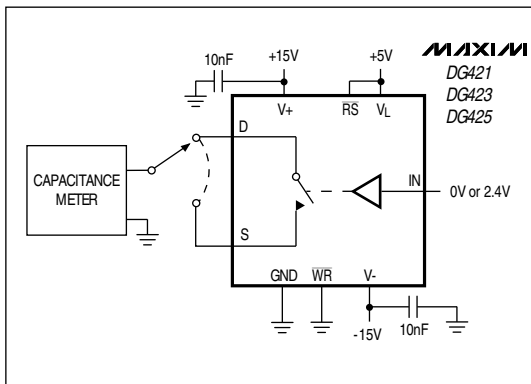 MAXIM
DG421
DG423
DG425
10nF
+15V
+5V
V+
RS
VL
D
CAPACITANCE
METER
IN
0V or 2.4V
S
GND
WR
V-
-15V
10nF